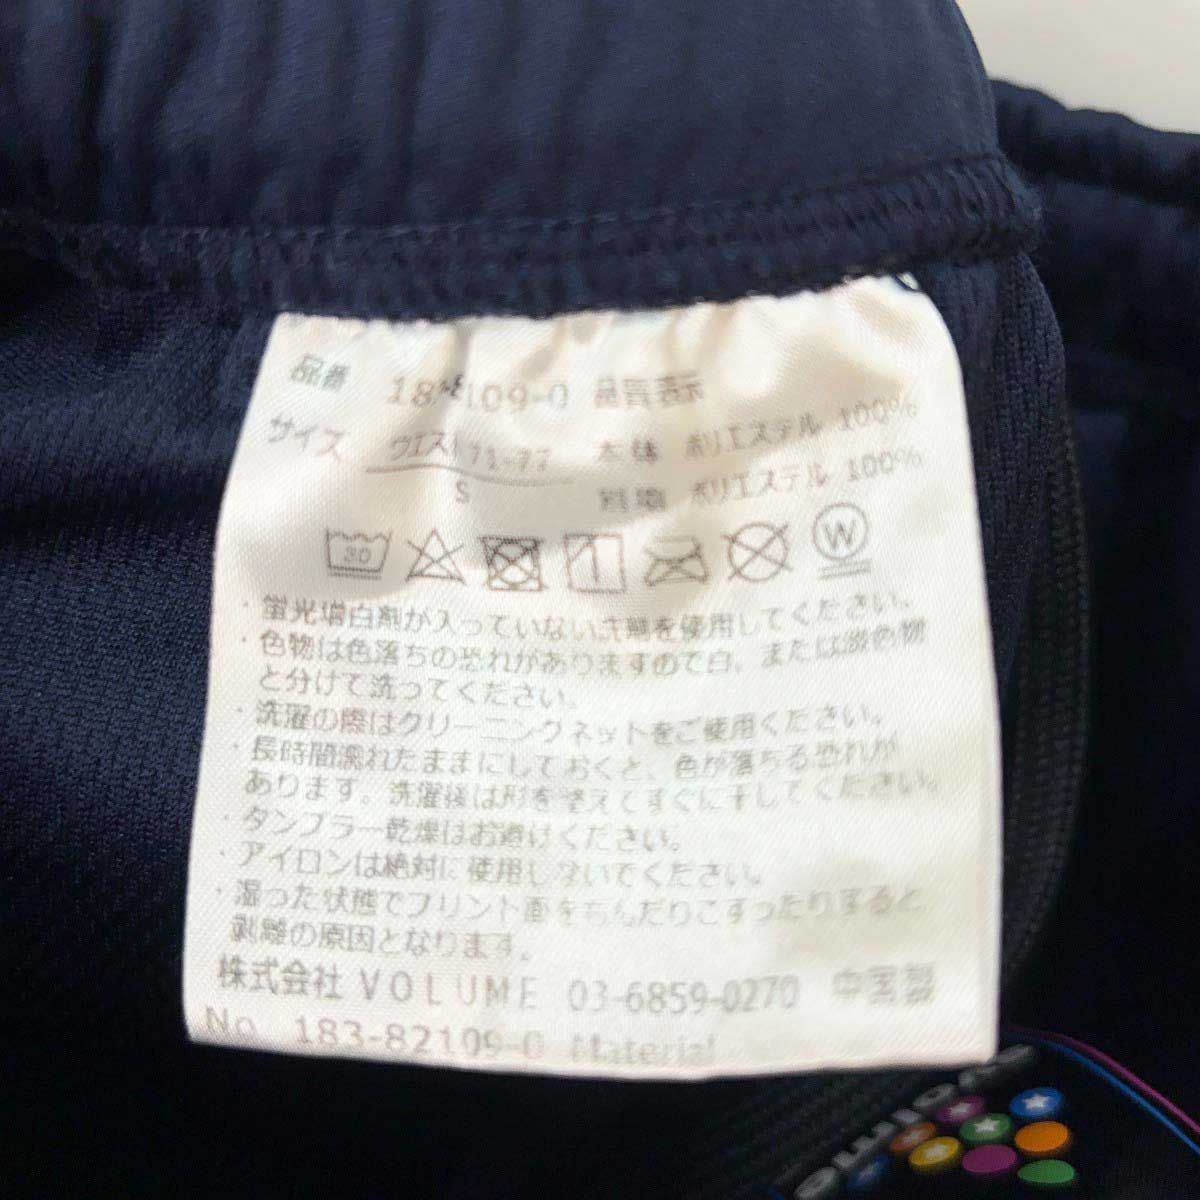 品番 183-82109-0 品質表示
サイズ ウエスト 71-77 本体 ポリエステル 100%
S 別地 ポリエステル 100%
30 W
・蛍光増白剤が入っていない洗剤を使用してください。
・色物は色落ちの恐れがありますので白、または淡色物
と分けて洗ってください。
・洗濯の際はクリーニングネットをご使用ください。
・長時間濡れたままにしておくと、色が落ちる恐れが
あります。洗濯後は形を整えてすぐに干してください。
・タンブラー乾燥はお避けください。
・アイロンは絶対に使用しないでください。
・湿った状態でプリント面をもんだりこすったりすると、
剥離の原因となります。
株式会社 VOLUME 03-6859-0270 中国製
No. 183-82109-0 Material